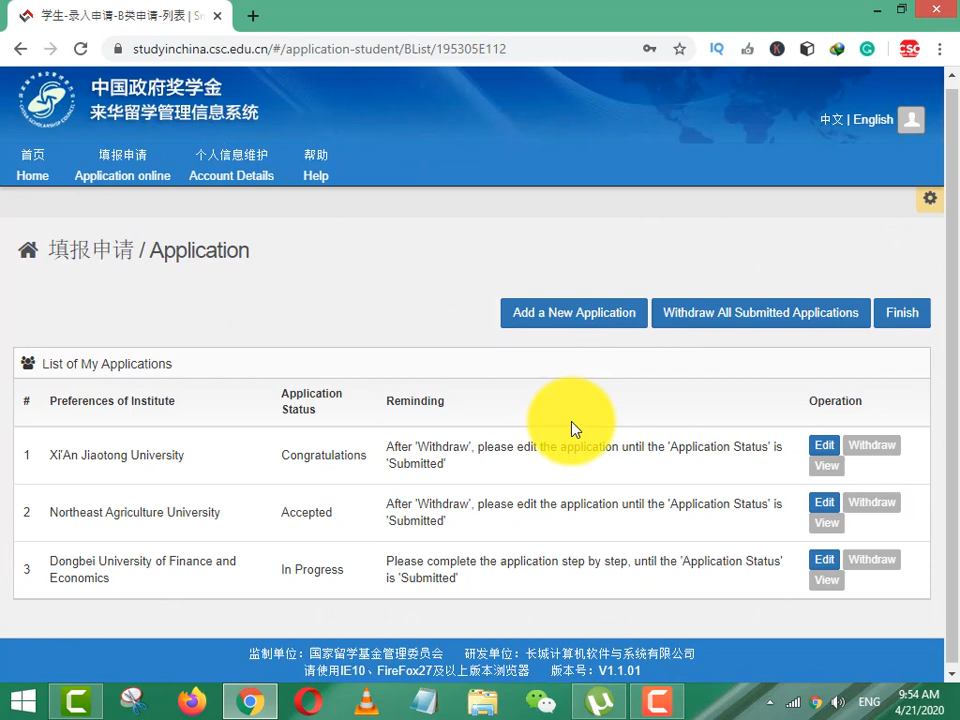 学生-录入申请-B类申请-列表 | Sn
studyinchina.csc.edu.cn/#/application-student/BList/195305E112
IQ
K
CSC
中国政府奖学金
来华留学管理信息系统
中文 | English
首页 填报申请 个人信息维护 帮助
Home Application online Account Details Help
填报申请 / Application
Add a New Application Withdraw All Submitted Applications Finish
List of My Applications
# Preferences of Institute Application Status Reminding Operation
1 Xi'An Jiaotong University Congratulations After 'Withdraw', please edit the application until the 'Application Status' is
'Submitted'
Edit Withdraw
View
2 Northeast Agriculture University Accepted After 'Withdraw', please edit the application until the 'Application Status' is
'Submitted'
Edit Withdraw
View
3 Dongbei University of Finance and
Economics
In Progress Please complete the application step by step, until the 'Application Status'
is 'Submitted'
Edit Withdraw
View
监制单位：国家留学基金管理委员会 研发单位：长城计算机软件与系统有限公司
请使用IE10、FireFox27及以上版本浏览器 版本号：V1.1.01
ENG
9:54 AM
4/21/2020